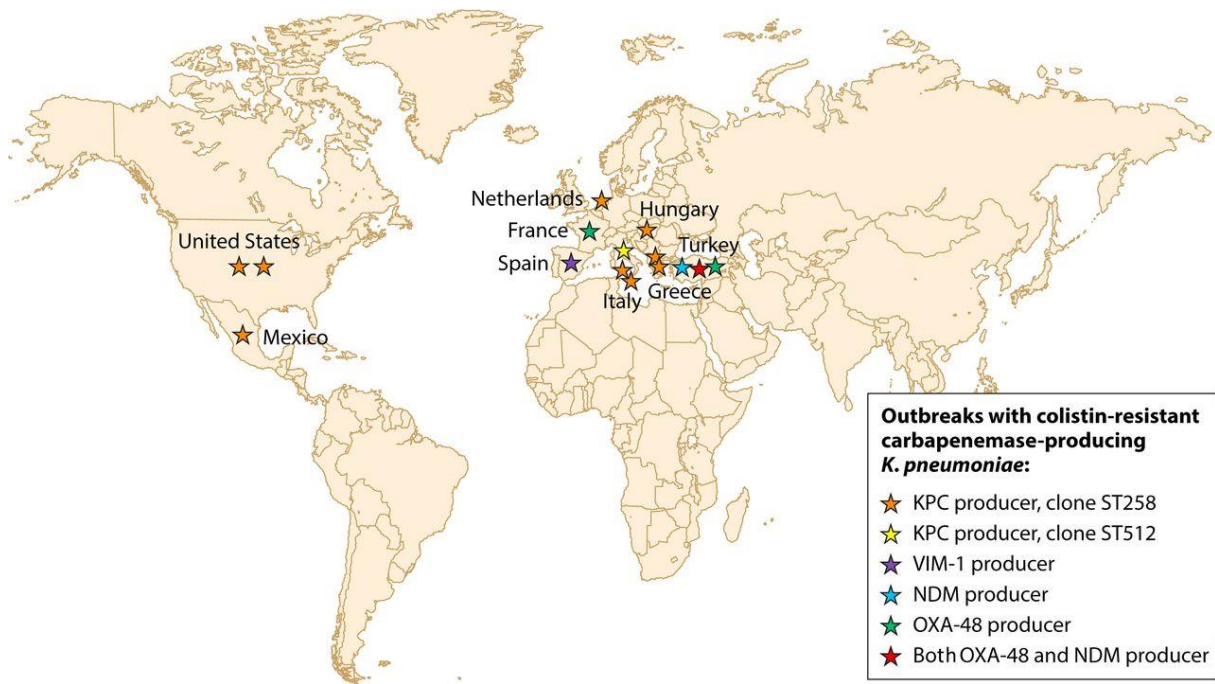 Netherlands
Hungary
United States
France
Turkey
Spain
Italy
Greece
Mexico
Outbreaks with colistin-resistant
carbapenemase-producing
K. pneumoniae:
KPC producer, clone ST258
KPC producer, clone ST512
VIM-1 producer
NDM producer
OXA-48 producer
Both OXA-48 and NDM producer